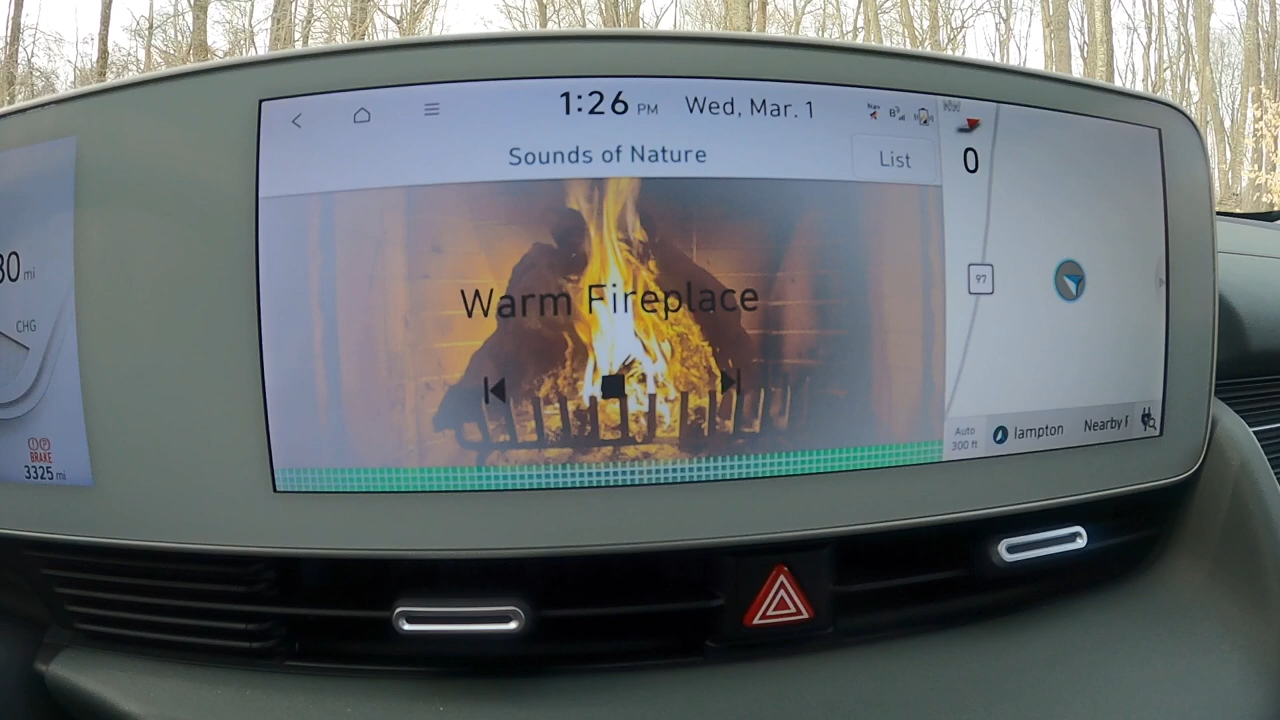 1:26 PM Wed, Mar. 1
Sounds of Nature
List
Warm Fireplace
NW
0
97
Auto
300 ft
lampton
Nearby
30 mi
CHG
BRAKE
3325 mi